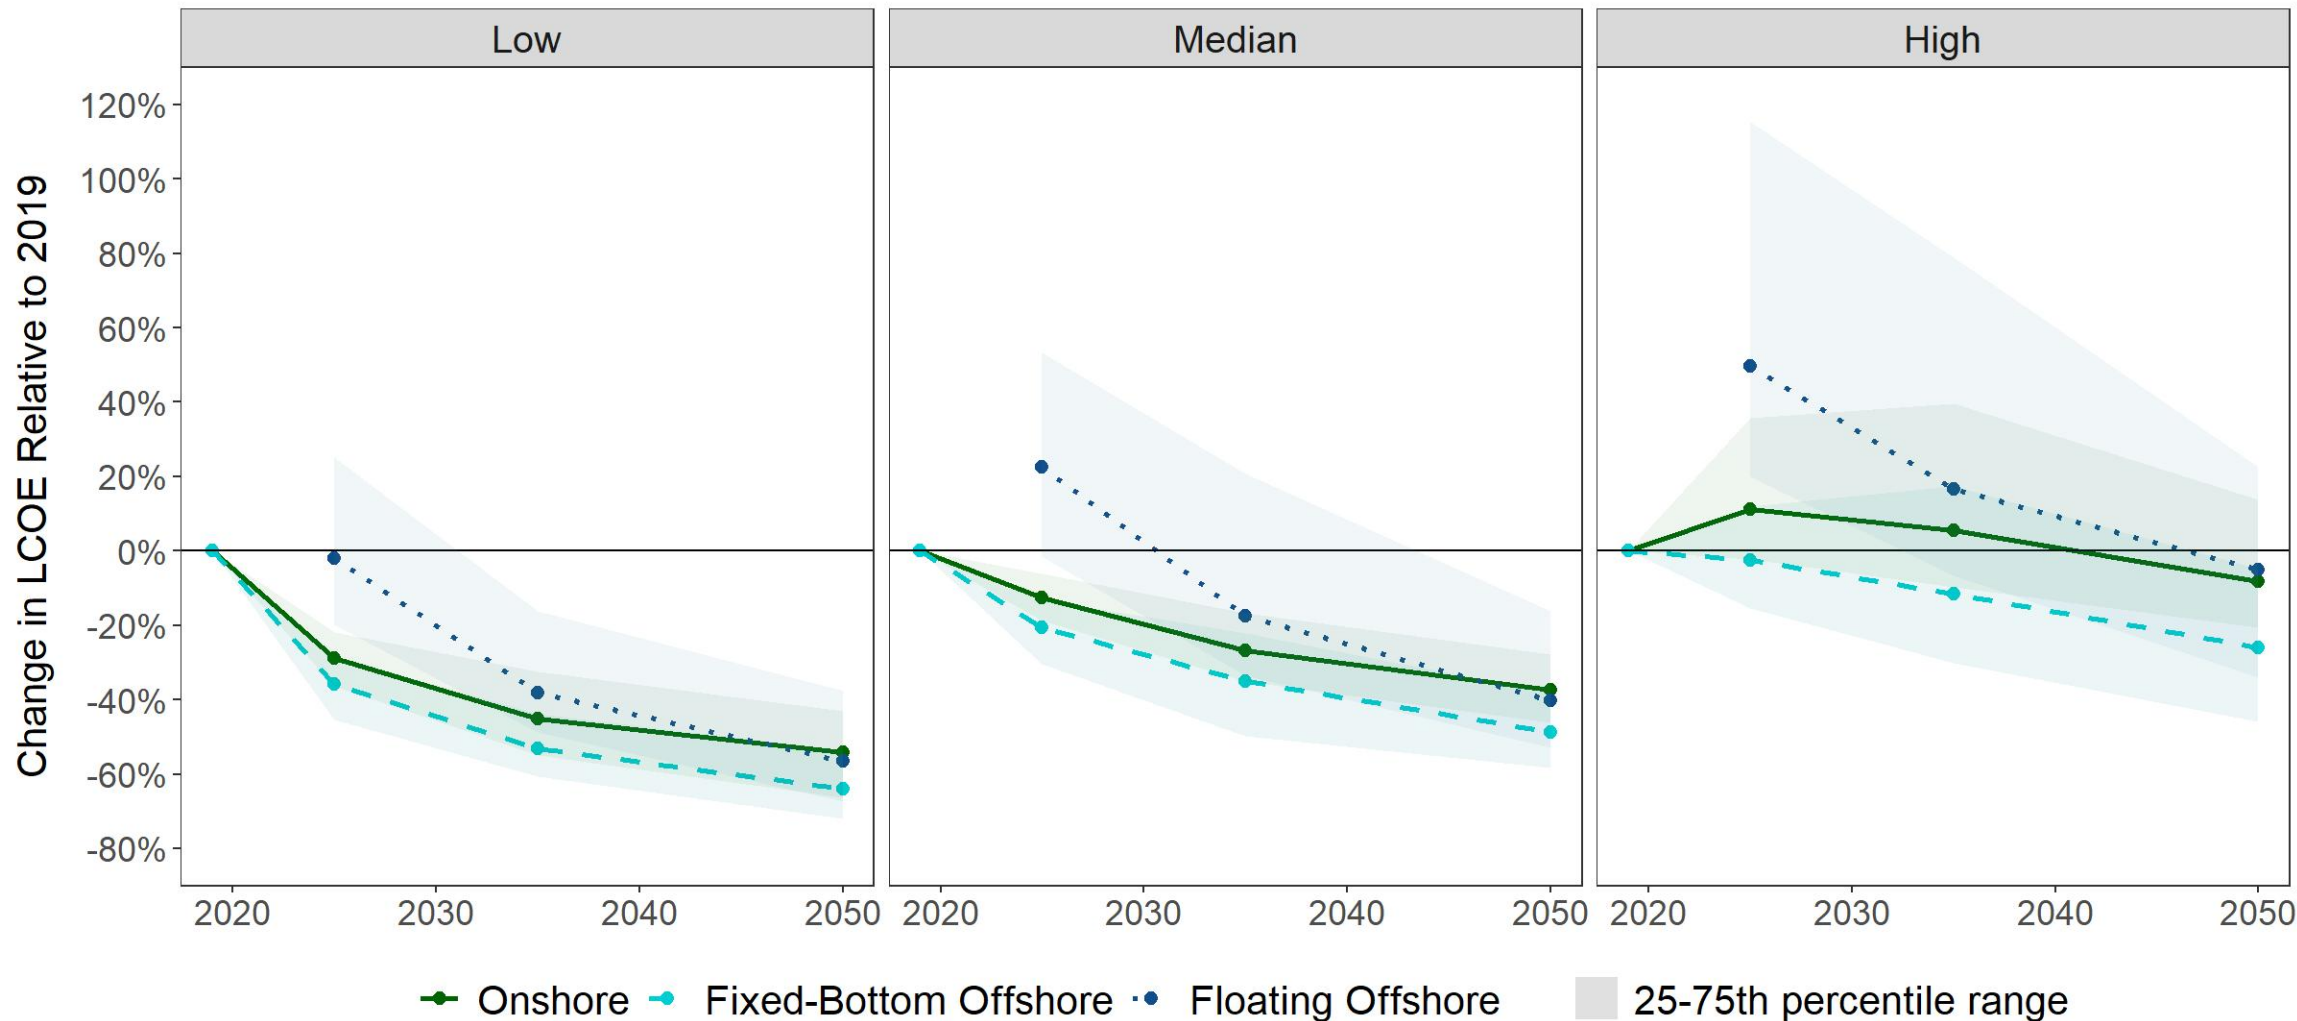 Low
Median
High
Change in LCOE Relative to 2019
120%
100%
80%
60%
40%
20%
0%
-20%
-40%
-60%
-80%
2020 2030 2040 2050 2020 2030 2040 2050 2020 2030 2040 2050
Onshore Fixed-Bottom Offshore Floating Offshore 25-75th percentile range